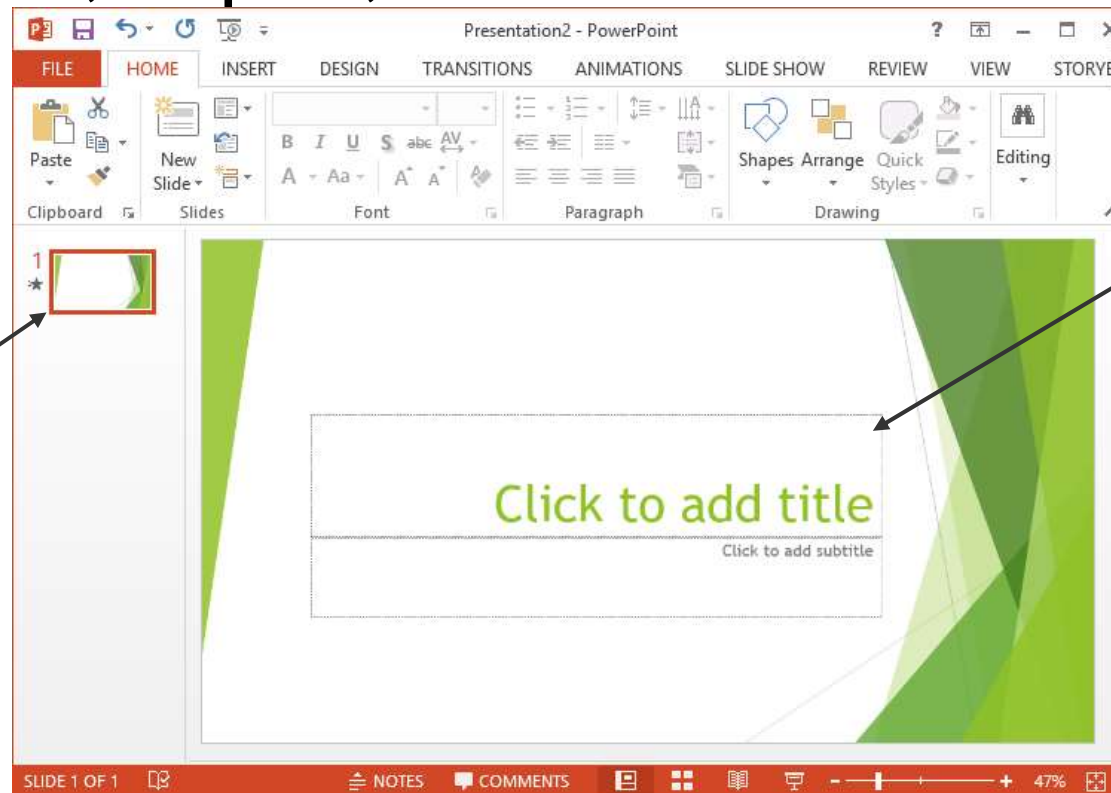 Presentation2 - PowerPoint
FILE HOME INSERT DESIGN TRANSITIONS ANIMATIONS SLIDE SHOW REVIEW VIEW
B I U S abc AV
Paste New Slide Shapes Arrange Quick Styles Editing
A Aa A A
Clipboard Slides Font Paragraph Drawing
1
Click to add title
Click to add subtitle
SLIDE 1 OF 1 NOTES COMMENTS 47%